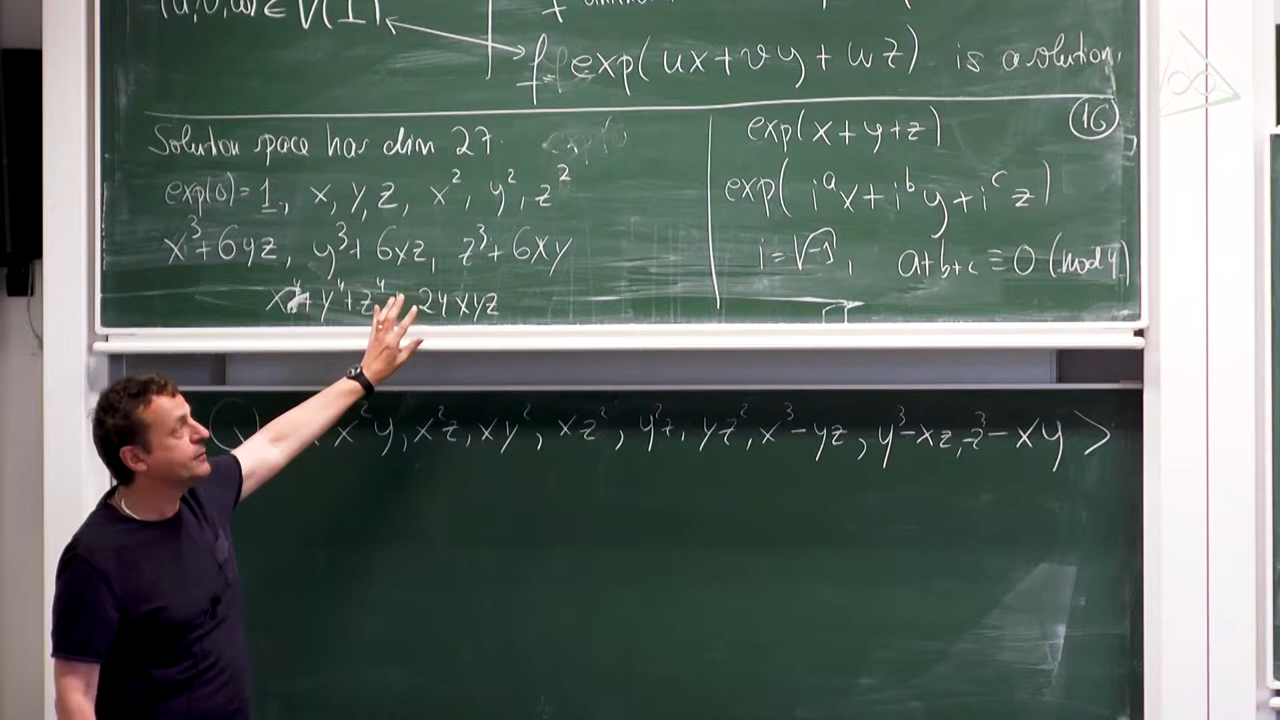 (u,v,w) ∈ V(I)
exp(ux+vy+wz) is a solution.
Solution space has dim 27.
exp(0)=1, x, y, z, x², y², z²
x³+6yz, y³+6xz, z³+6xy
x⁴+y⁴+z⁴+24xyz
16
exp(x+y+z)
exp(iᵃx+iᵇy+iᶜz)
i=√-1, a+b+c ≡ 0 (mod 4)
x²y, x²z, xy², xz², y²z, yz², x³-yz, y³-xz, z³-xy >